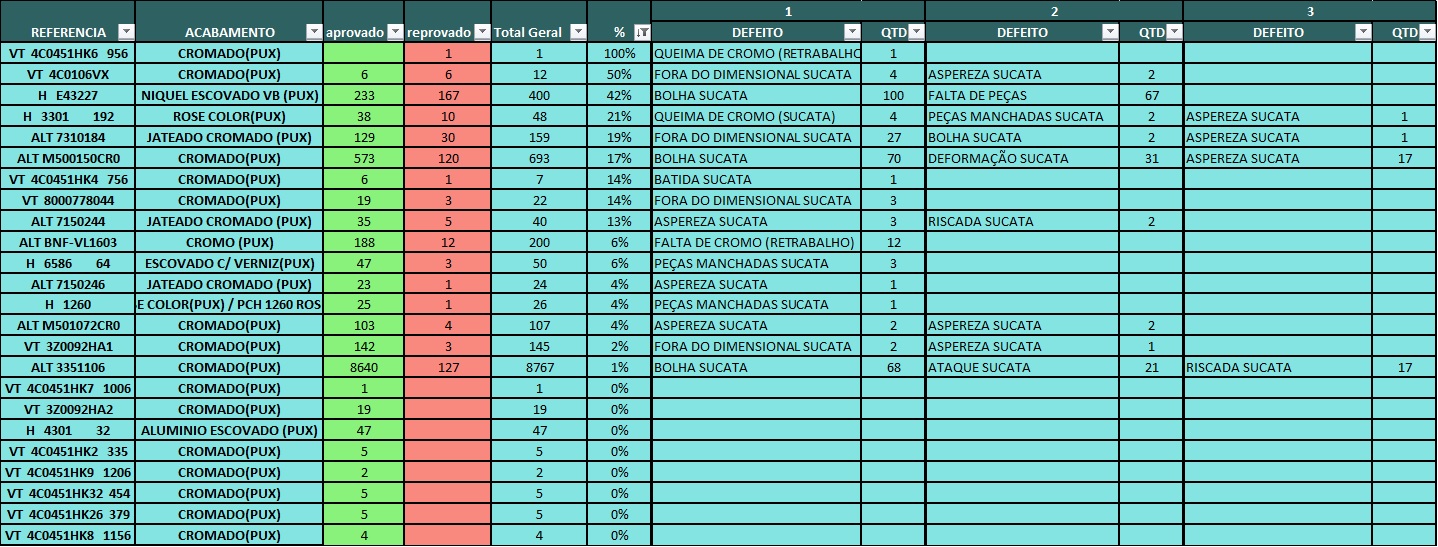 1 2 3
REFERENCIA ACABAMENTO aprovado reprovado Total Geral % DEFEITO QTD DEFEITO QTD DEFEITO QTD
VT 4C0451HK6 956 CROMADO(PUX) 1 1 100% QUEIMA DE CROMO (RETRABALHO 1
VT 4C0106VX CROMADO(PUX) 6 6 12 50% FORA DO DIMENSIONAL SUCATA 4 ASPEREZA SUCATA 2
H E43227 NIQUEL ESCOVADO VB (PUX) 233 167 400 42% BOLHA SUCATA 100 FALTA DE PEÇAS 67
H 3301 192 ROSE COLOR(PUX) 38 10 48 21% QUEIMA DE CROMO (SUCATA) 4 PEÇAS MANCHADAS SUCATA 2 ASPEREZA SUCATA 1
ALT 7310184 JATEADO CROMADO (PUX) 129 30 159 19% FORA DO DIMENSIONAL SUCATA 27 BOLHA SUCATA 2 ASPEREZA SUCATA 1
ALT M500150CR0 CROMADO(PUX) 573 120 693 17% BOLHA SUCATA 70 DEFORMAÇÃO SUCATA 31 ASPEREZA SUCATA 17
VT 4C0451HK4 756 CROMADO(PUX) 6 1 7 14% BATIDA SUCATA 1
VT 8000778044 CROMADO(PUX) 19 3 22 14% FORA DO DIMENSIONAL SUCATA 3
ALT 7150244 JATEADO CROMADO (PUX) 35 5 40 13% ASPEREZA SUCATA 3 RISCADA SUCATA 2
ALT BNF-VL1603 CROMO (PUX) 188 12 200 6% FALTA DE CROMO (RETRABALHO) 12
H 6586 64 ESCOVADO C/ VERNIZ(PUX) 47 3 50 6% PEÇAS MANCHADAS SUCATA 3
ALT 7150246 JATEADO CROMADO (PUX) 23 1 24 4% ASPEREZA SUCATA 1
H 1260 E COLOR(PUX) / PCH 1260 ROS 25 1 26 4% PEÇAS MANCHADAS SUCATA 1
ALT M501072CR0 CROMADO(PUX) 103 4 107 4% ASPEREZA SUCATA 2 ASPEREZA SUCATA 2
VT 3Z0092HA1 CROMADO(PUX) 142 3 145 2% FORA DO DIMENSIONAL SUCATA 2 ASPEREZA SUCATA 1
ALT 3351106 CROMADO(PUX) 8640 127 8767 1% BOLHA SUCATA 68 ATAQUE SUCATA 21 RISCADA SUCATA 17
VT 4C0451HK7 1006 CROMADO(PUX) 1 1 0%
VT 3Z0092HA2 CROMADO(PUX) 19 19 0%
H 4301 32 ALUMINIO ESCOVADO (PUX) 47 47 0%
VT 4C0451HK2 335 CROMADO(PUX) 5 5 0%
VT 4C0451HK9 1206 CROMADO(PUX) 2 2 0%
VT 4C0451HK32 454 CROMADO(PUX) 5 5 0%
VT 4C0451HK26 379 CROMADO(PUX) 5 5 0%
VT 4C0451HK8 1156 CROMADO(PUX) 4 4 0%